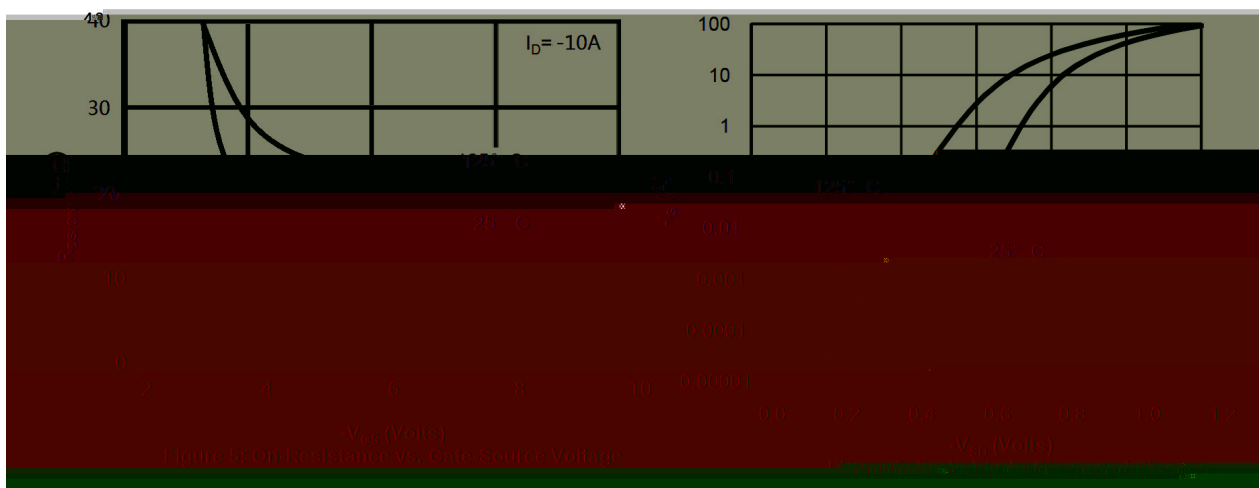 40
I_D= -10A
30
125° C
20
25° C
10
0
2 4 6 8 10
-V_GS (Volts)
Figure 5: On-Resistance vs. Gate-Source Voltage
100
10
1
0.1
125° C
0.01
25° C
0.001
0.0001
0.00001
0.0 0.2 0.4 0.6 0.8 1.0 1.2
(Volts)